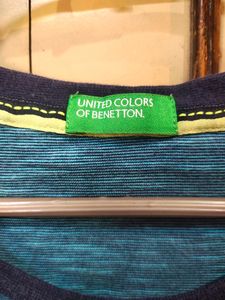 UNITED COLORS
OF BENETTON.